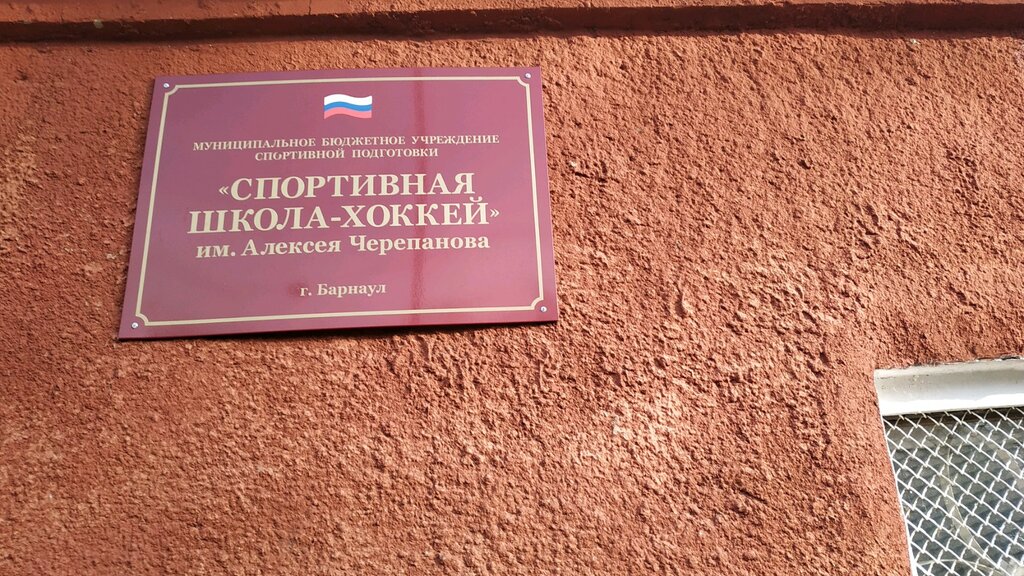 МУНИЦИПАЛЬНОЕ БЮДЖЕТНОЕ УЧРЕЖДЕНИЕ
СПОРТИВНОЙ ПОДГОТОВКИ
«СПОРТИВНАЯ
ШКОЛА-ХОККЕЙ»
им. Алексея Черепанова
г. Барнаул